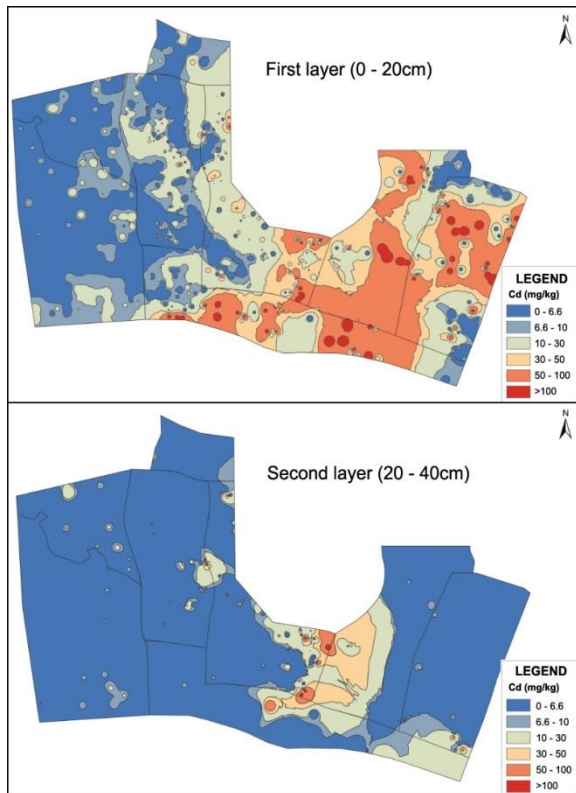 N
First layer (0 - 20cm)
LEGEND
Cd (mg/kg)
0 - 6.6
6.6 - 10
10 - 30
30 - 50
50 - 100
>100
N
Second layer (20 - 40cm)
LEGEND
Cd (mg/kg)
0 - 6.6
6.6 - 10
10 - 30
30 - 50
50 - 100
>100